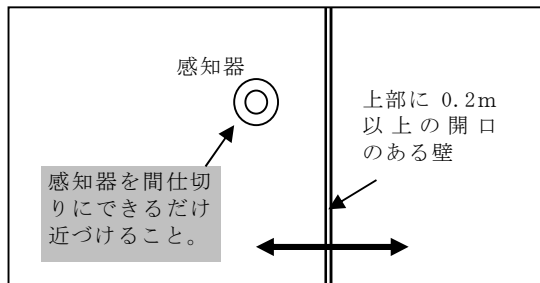 感知器
上部に 0.2m
以上の開口
のある壁
感知器を間仕切
りにできるだけ
近づけること。